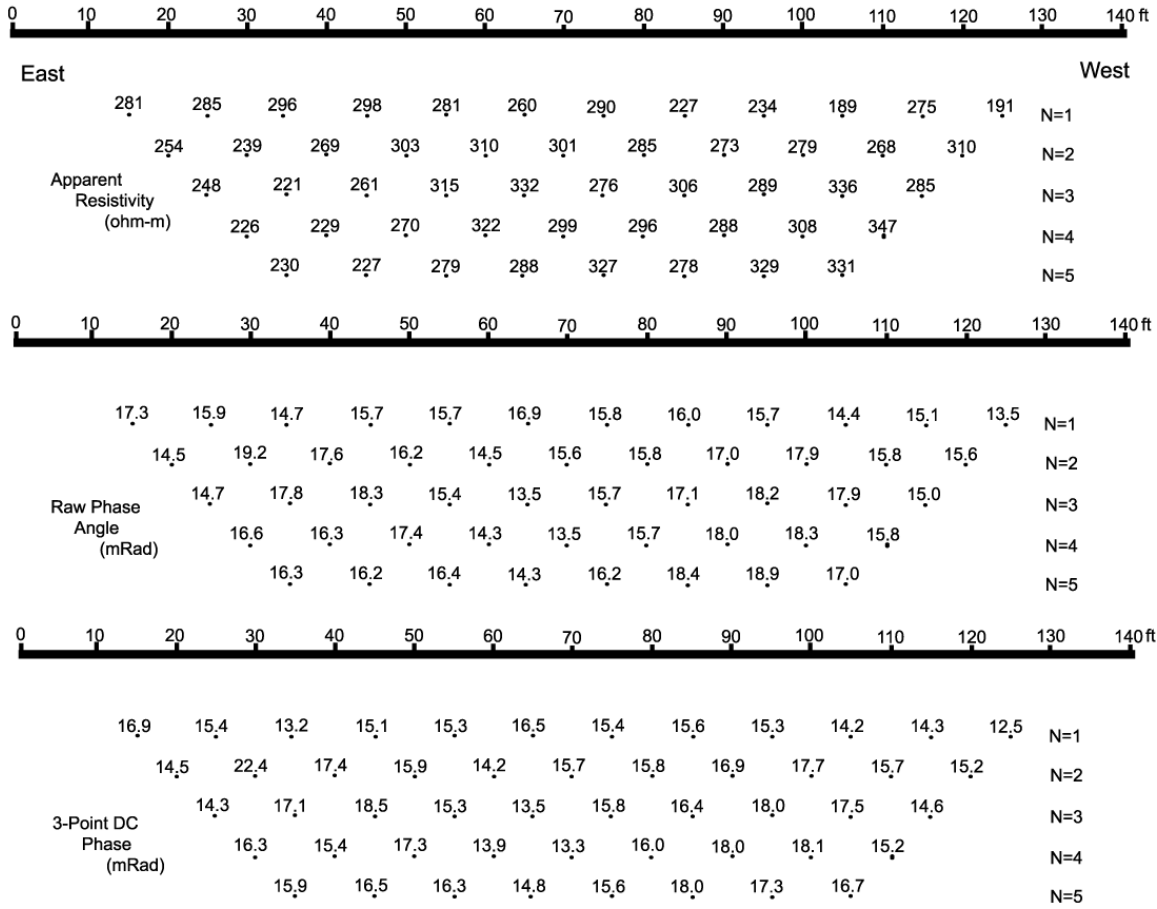 0 10 20 30 40 50 60 70 80 90 100 110 120 130 140 ft
East West
281 285 296 298 281 260 290 227 234 189 275 191 N=1
254 239 269 303 310 301 285 273 279 268 310 N=2
Apparent
248 221 261 315 332 276 306 289 336 285 N=3
Resistivity
(ohm-m)
226 229 270 322 299 296 288 308 347 N=4
230 227 279 288 327 278 329 331 N=5
0 10 20 30 40 50 60 70 80 90 100 110 120 130 140 ft
17.3 15.9 14.7 15.7 15.7 16.9 15.8 16.0 15.7 14.4 15.1 13.5 N=1
14.5 19.2 17.6 16.2 14.5 15.6 15.8 17.0 17.9 15.8 15.6 N=2
14.7 17.8 18.3 15.4 13.5 15.7 17.1 18.2 17.9 15.0 N=3
Raw Phase
Angle
(mRad)
16.6 16.3 17.4 14.3 13.5 15.7 18.0 18.3 15.8 N=4
16.3 16.2 16.4 14.3 16.2 18.4 18.9 17.0 N=5
0 10 20 30 40 50 60 70 80 90 100 110 120 130 140 ft
16.9 15.4 13.2 15.1 15.3 16.5 15.4 15.6 15.3 14.2 14.3 12.5 N=1
14.5 22.4 17.4 15.9 14.2 15.7 15.8 16.9 17.7 15.7 15.2 N=2
14.3 17.1 18.5 15.3 13.5 15.8 16.4 18.0 17.5 14.6 N=3
3-Point DC
Phase
(mRad)
16.3 15.4 17.3 13.9 13.3 16.0 18.0 18.1 15.2 N=4
15.9 16.5 16.3 14.8 15.6 18.0 17.3 16.7 N=5